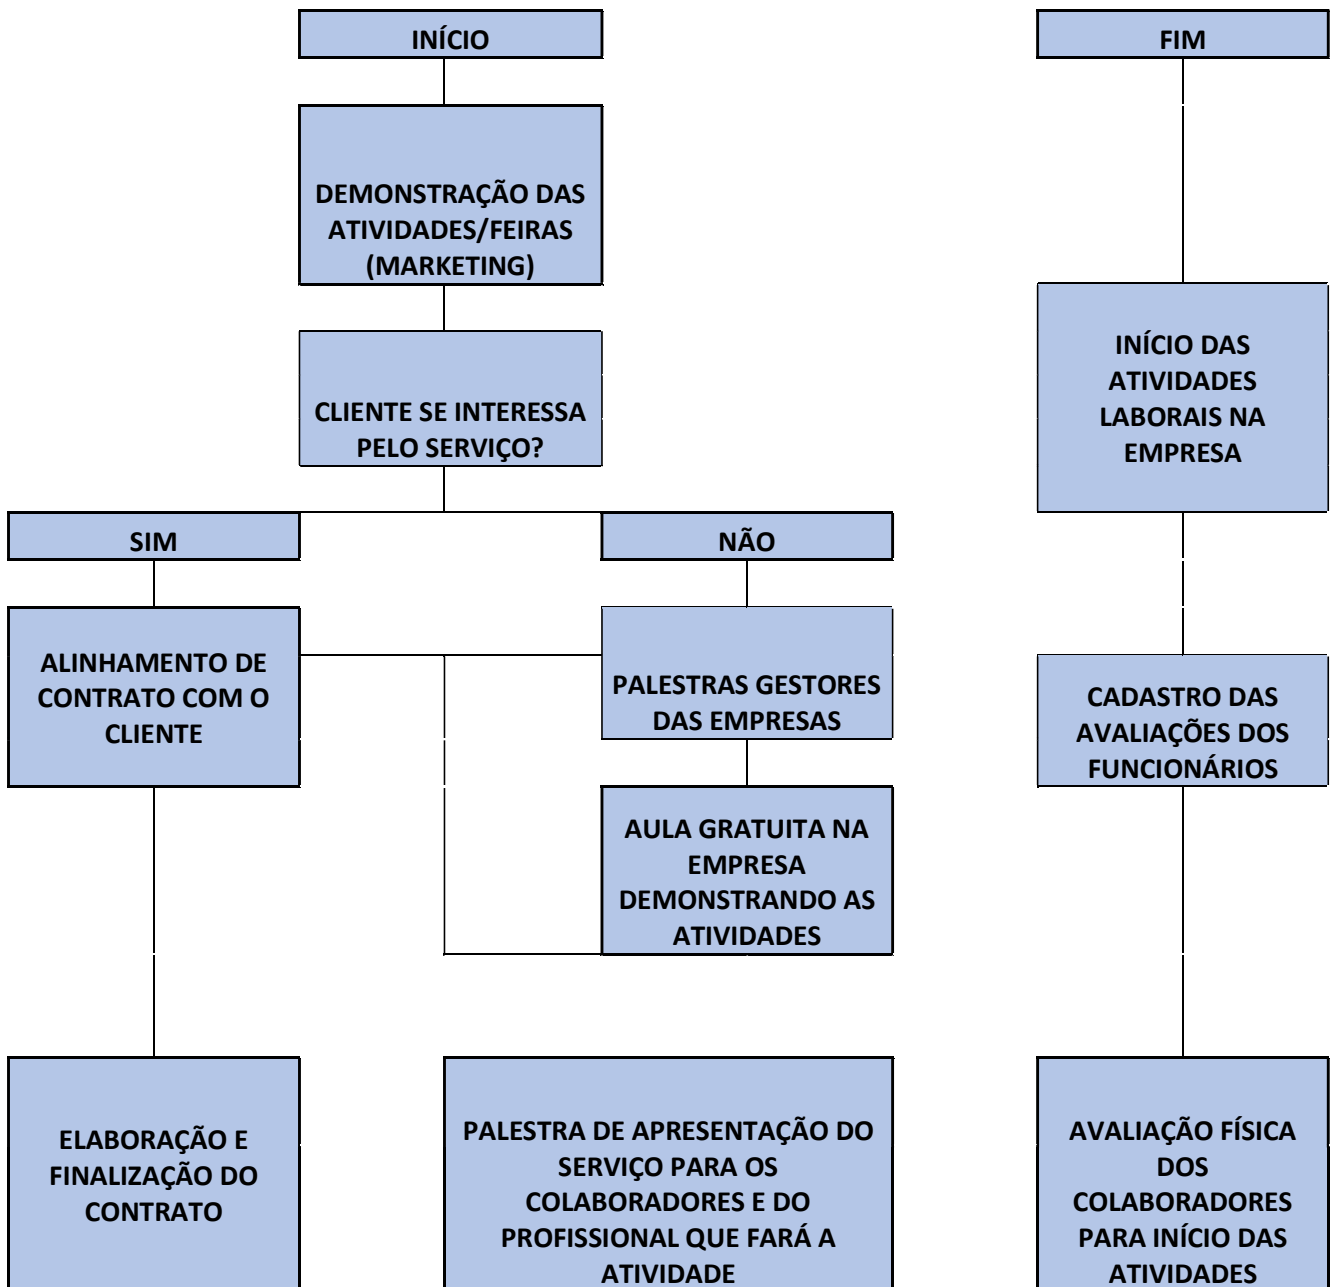 INÍCIO
FIM
DEMONSTRAÇÃO DAS
ATIVIDADES/FEIRAS
(MARKETING)
CLIENTE SE INTERESSA
PELO SERVIÇO?
INÍCIO DAS
ATIVIDADES
LABORAIS NA
EMPRESA
SIM
NÃO
ALINHAMENTO DE
CONTRATO COM O
CLIENTE
PALESTRAS GESTORES
DAS EMPRESAS
CADASTRO DAS
AVALIAÇÕES DOS
FUNCIONÁRIOS
AULA GRATUITA NA
EMPRESA
DEMONSTRANDO AS
ATIVIDADES
ELABORAÇÃO E
FINALIZAÇÃO DO
CONTRATO
PALESTRA DE APRESENTAÇÃO DO
SERVIÇO PARA OS
COLABORADORES E DO
PROFISSIONAL QUE FARÁ A
ATIVIDADE
AVALIAÇÃO FÍSICA
DOS
COLABORADORES
PARA INÍCIO DAS
ATIVIDADES